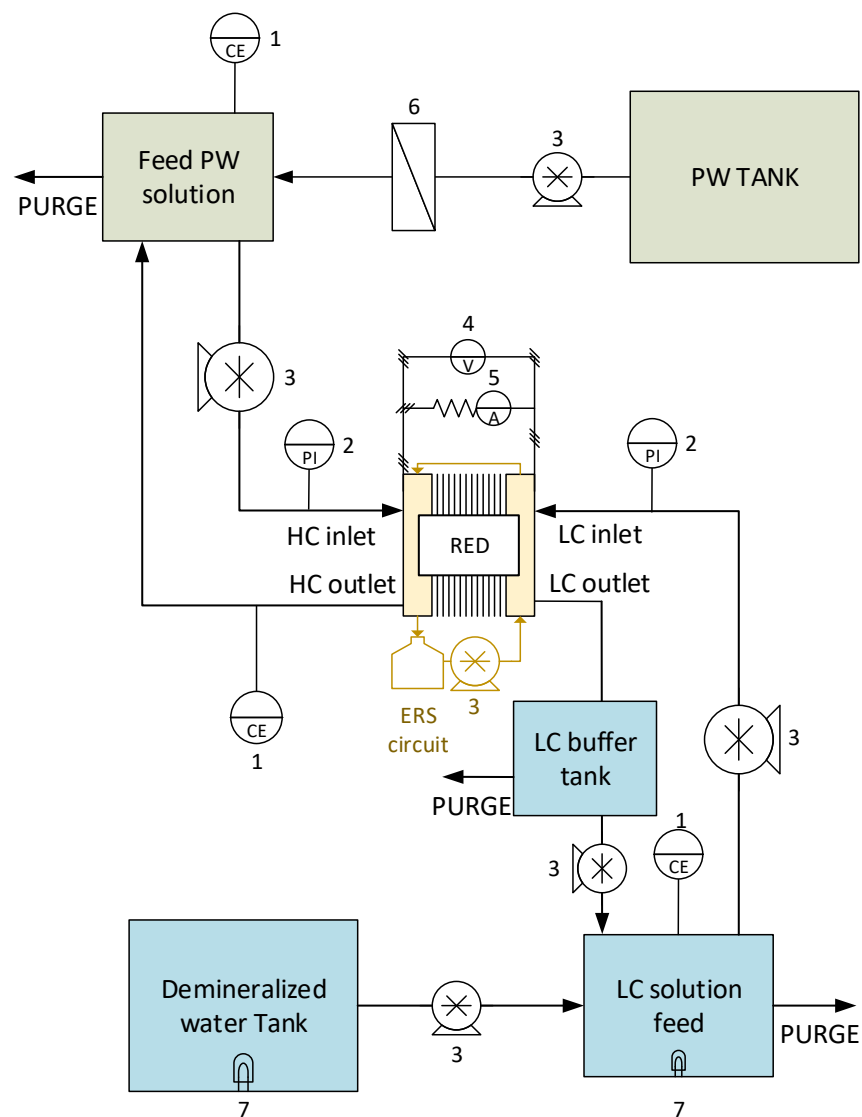 CE
1
6
3
Feed PW
solution
PW TANK
PURGE
4
V
5
A
3
2
PI
2
PI
HC inlet
LC inlet
RED
HC outlet
LC outlet
CE
1
ERS
circuit
3
LC buffer
tank
3
PURGE
1
CE
3
Demineralized
water Tank
LC solution
feed
3
PURGE
7
7